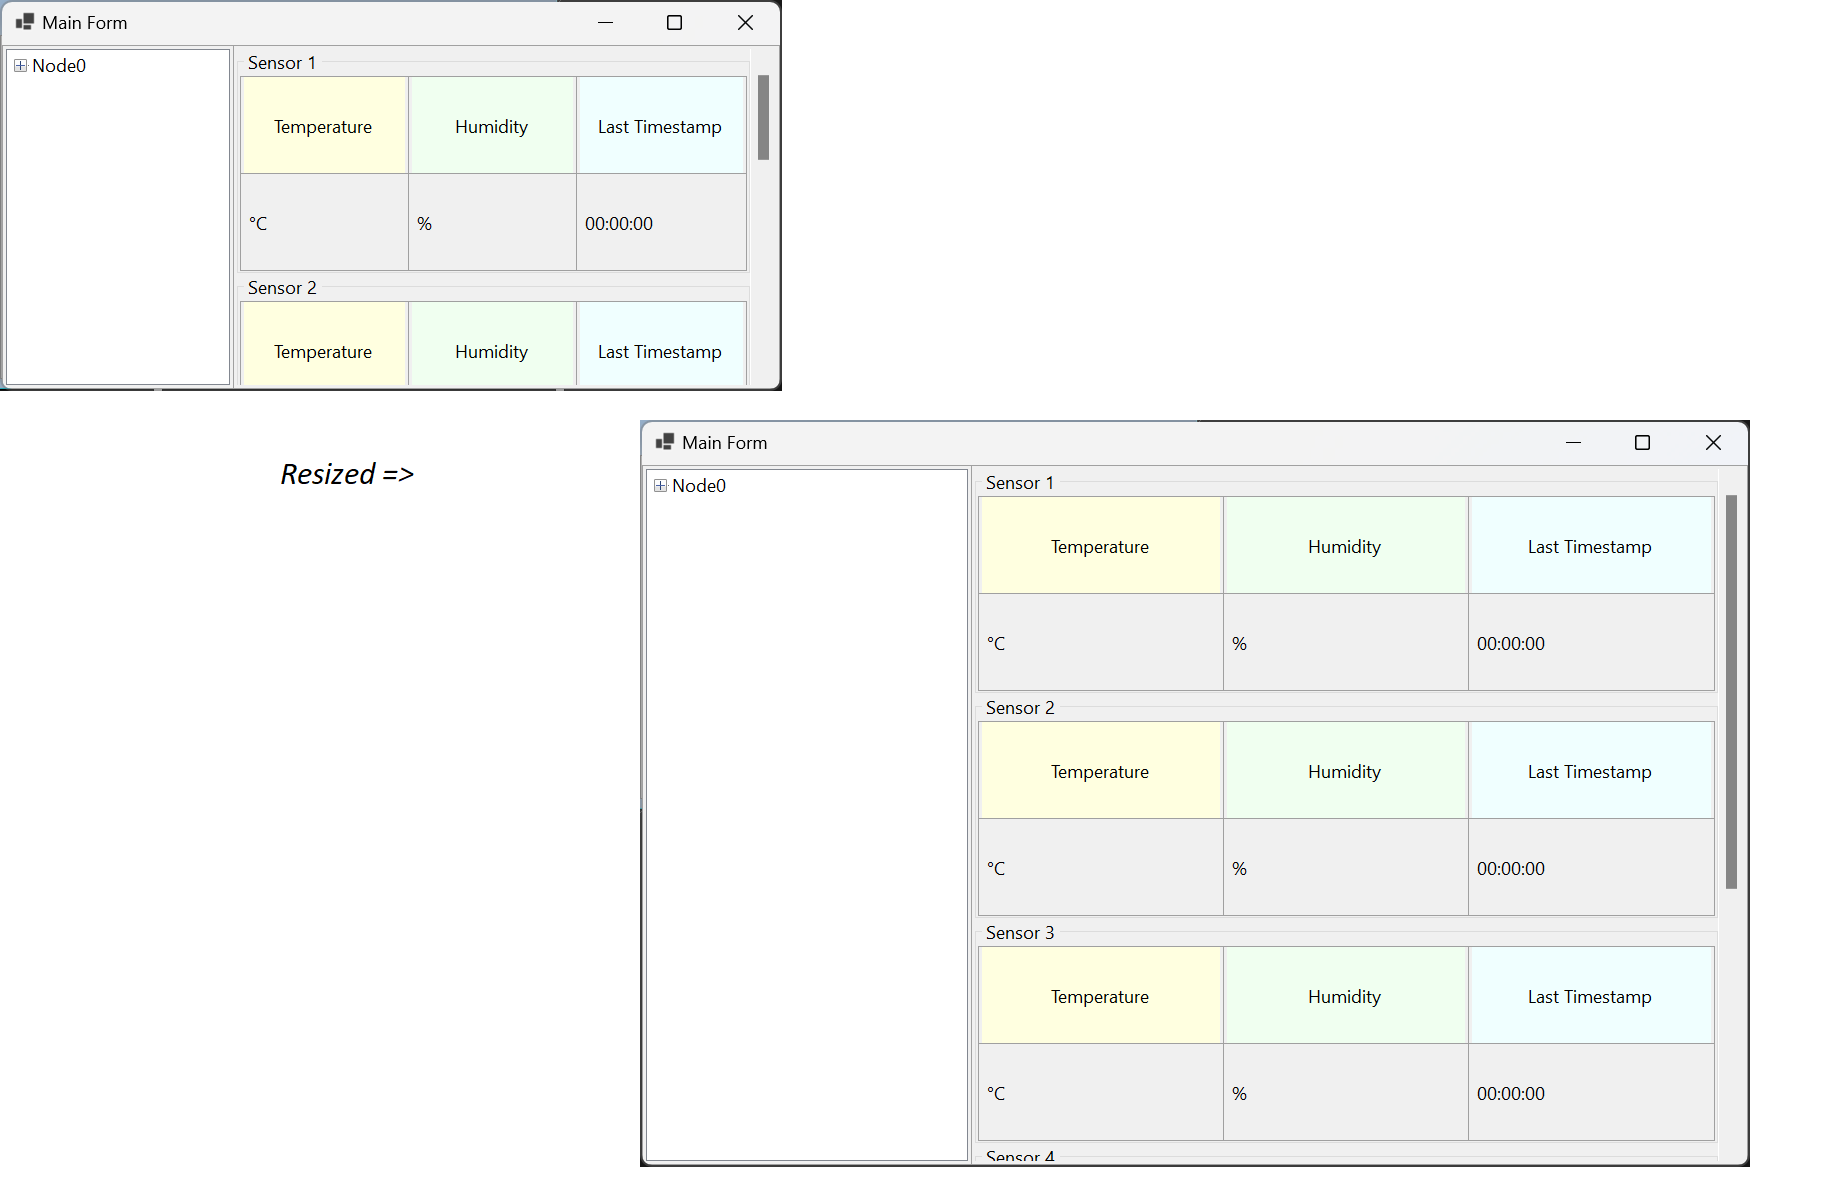 Main Form
Node0
Sensor 1
Temperature Humidity Last Timestamp
°C % 00:00:00
Sensor 2
Temperature Humidity Last Timestamp
Resized =>
Main Form
Node0
Sensor 1
Temperature Humidity Last Timestamp
°C % 00:00:00
Sensor 2
Temperature Humidity Last Timestamp
°C % 00:00:00
Sensor 3
Temperature Humidity Last Timestamp
°C % 00:00:00
Sensor 4